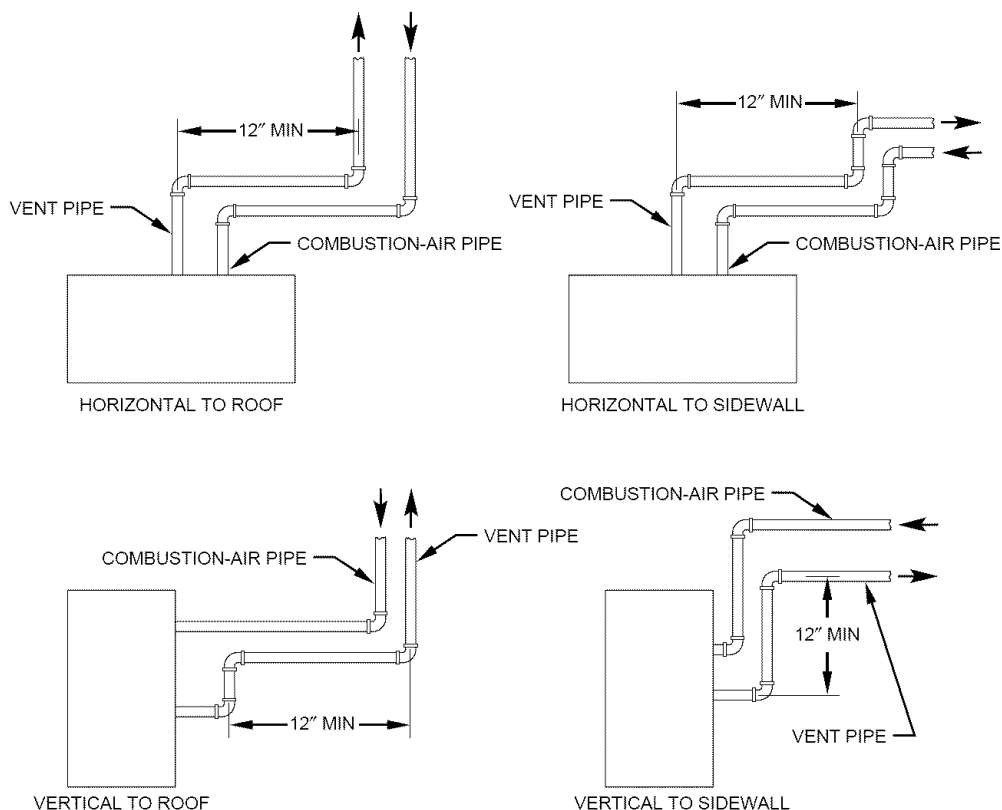 12″ MIN
VENT PIPE
COMBUSTION-AIR PIPE
HORIZONTAL TO ROOF
12″ MIN
VENT PIPE
COMBUSTION-AIR PIPE
HORIZONTAL TO SIDEWALL
COMBUSTION-AIR PIPE
VENT PIPE
12″ MIN
VERTICAL TO ROOF
COMBUSTION-AIR PIPE
12″ MIN
VENT PIPE
VERTICAL TO SIDEWALL